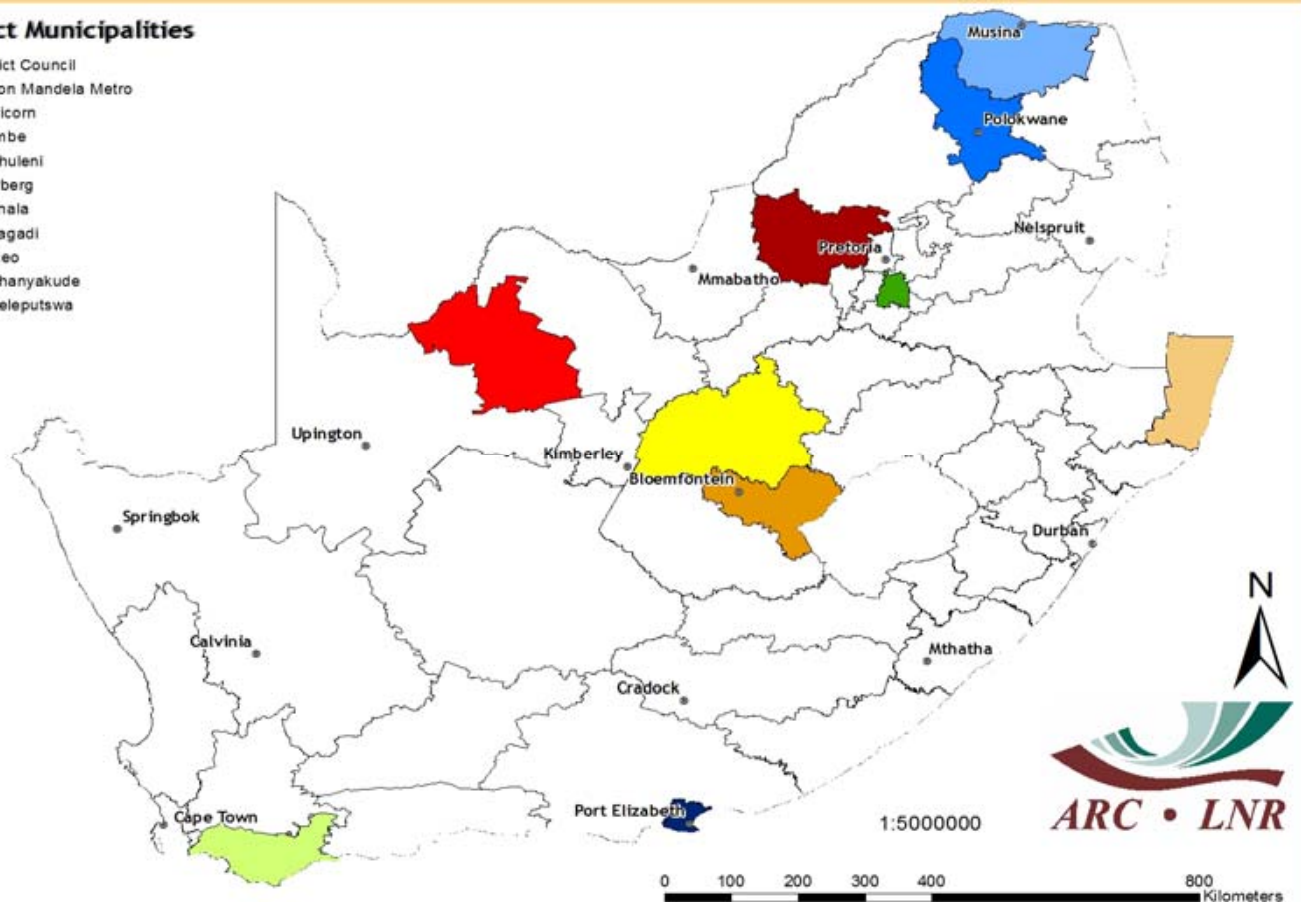 ct Municipalities
ict Council
on Mandela Metro
icorn
mbe
huleni
berg
nala
agadi
eo
hanyakude
eleputswa
Musina
Polokwane
Nelspruit
Pretoria
Mmabatho
Upington
Kimberley
Bloemfontein
Springbok
Durban
Calvinia
Mthatha
Cradock
Port Elizabeth
Cape Town
N
ARC • LNR
1:5000000
0 100 200 300 400 800
Kilometers